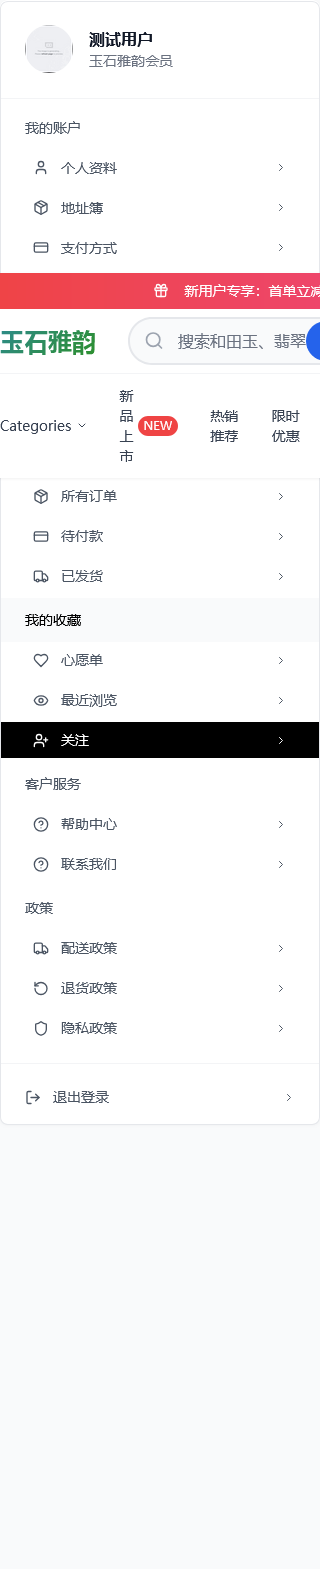 测试用户
玉石雅韵会员
我的账户
个人资料
地址簿
支付方式
新用户专享：首单立减
玉石雅韵
搜索和田玉、翡翠
Categories
新品上市
NEW
热销推荐
限时优惠
所有订单
待付款
已发货
我的收藏
心愿单
最近浏览
关注
客户服务
帮助中心
联系我们
政策
配送政策
退货政策
隐私政策
退出登录